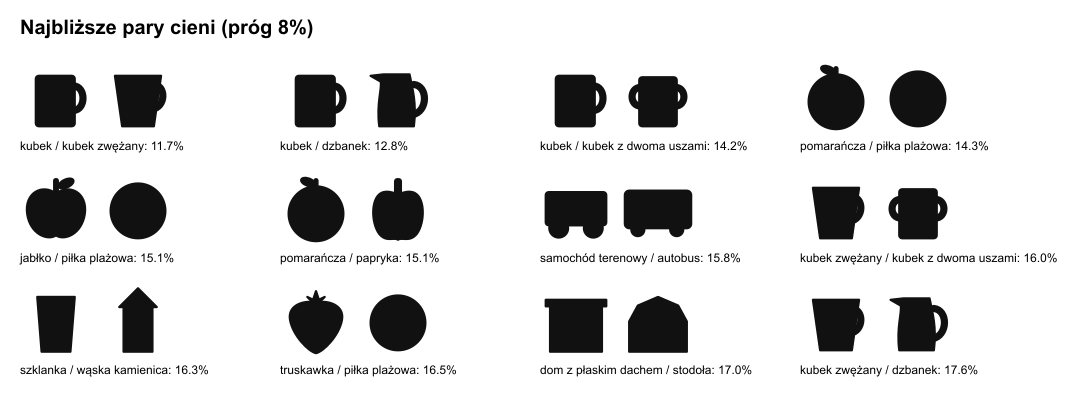 Najbliższe pary cieni (próg 8%)
kubek / kubek zwężany: 11.7%
kubek / dzbanek: 12.8%
kubek / kubek z dwoma uszami: 14.2%
pomarańcza / piłka plażowa: 14.3%
jabłko / piłka plażowa: 15.1%
pomarańcza / papryka: 15.1%
samochód terenowy / autobus: 15.8%
kubek zwężany / kubek z dwoma uszami: 16.0%
szklanka / wąska kamienica: 16.3%
truskawka / piłka plażowa: 16.5%
dom z płaskim dachem / stodoła: 17.0%
kubek zwężany / dzbanek: 17.6%